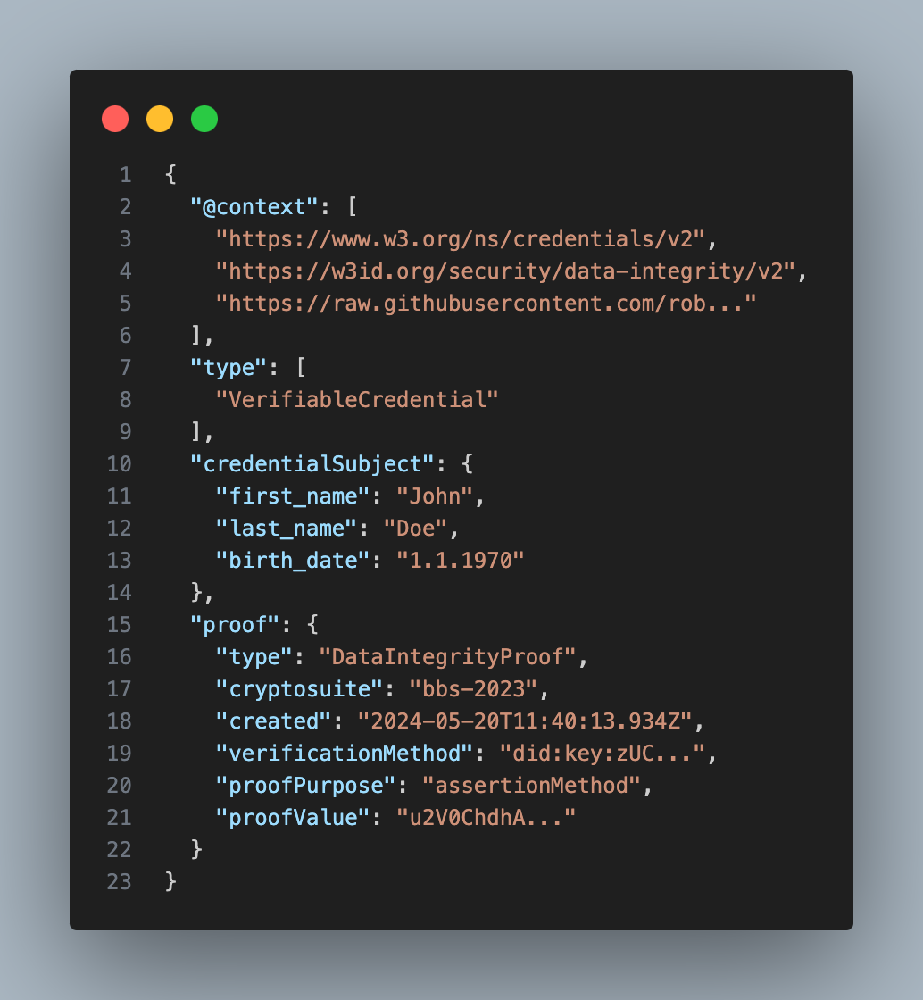 1 {
2   "@context": [
3     "https://www.w3.org/ns/credentials/v2",
4     "https://w3id.org/security/data-integrity/v2",
5     "https://raw.githubusercontent.com/rob..."
6   ],
7   "type": [
8     "VerifiableCredential"
9   ],
10   "credentialSubject": {
11     "first_name": "John",
12     "last_name": "Doe",
13     "birth_date": "1.1.1970"
14   },
15   "proof": {
16     "type": "DataIntegrityProof",
17     "cryptosuite": "bbs-2023",
18     "created": "2024-05-20T11:40:13.934Z",
19     "verificationMethod": "did:key:zUC...",
20     "proofPurpose": "assertionMethod",
21     "proofValue": "u2V0ChdhA..."
22   }
23 }